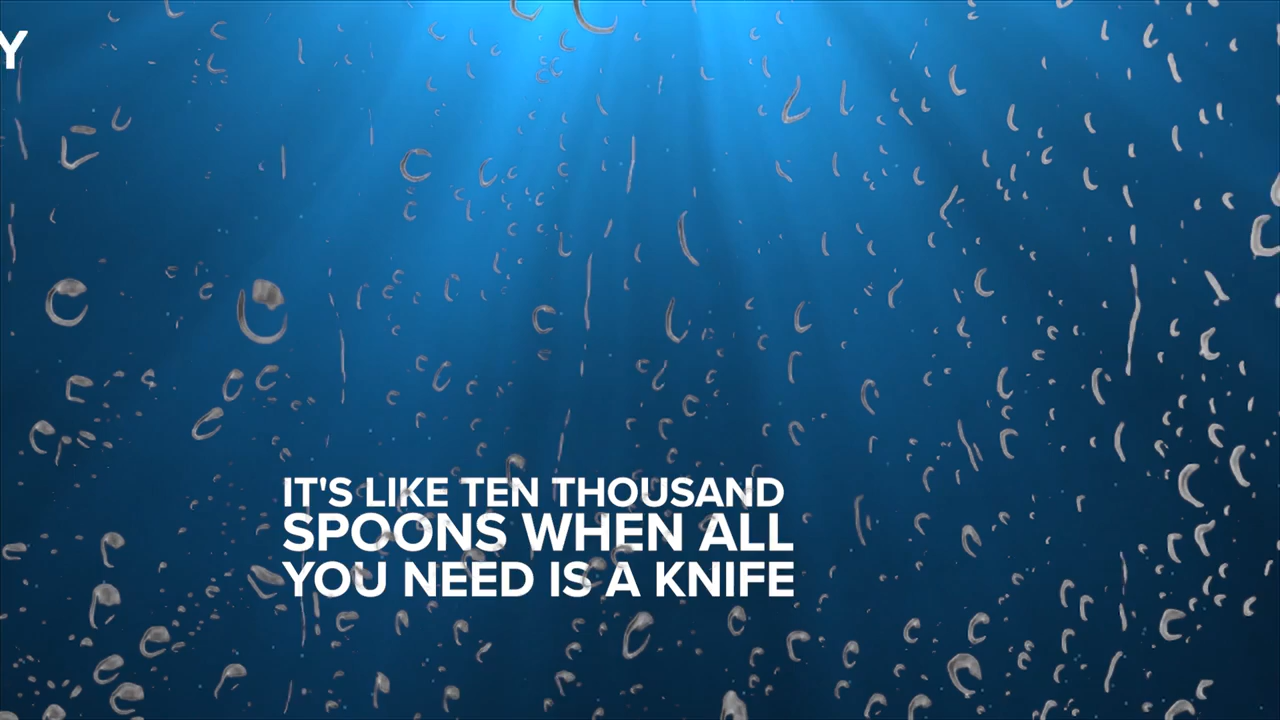 Y
IT'S LIKE TEN THOUSAND
SPOONS WHEN ALL
YOU NEED IS A KNIFE